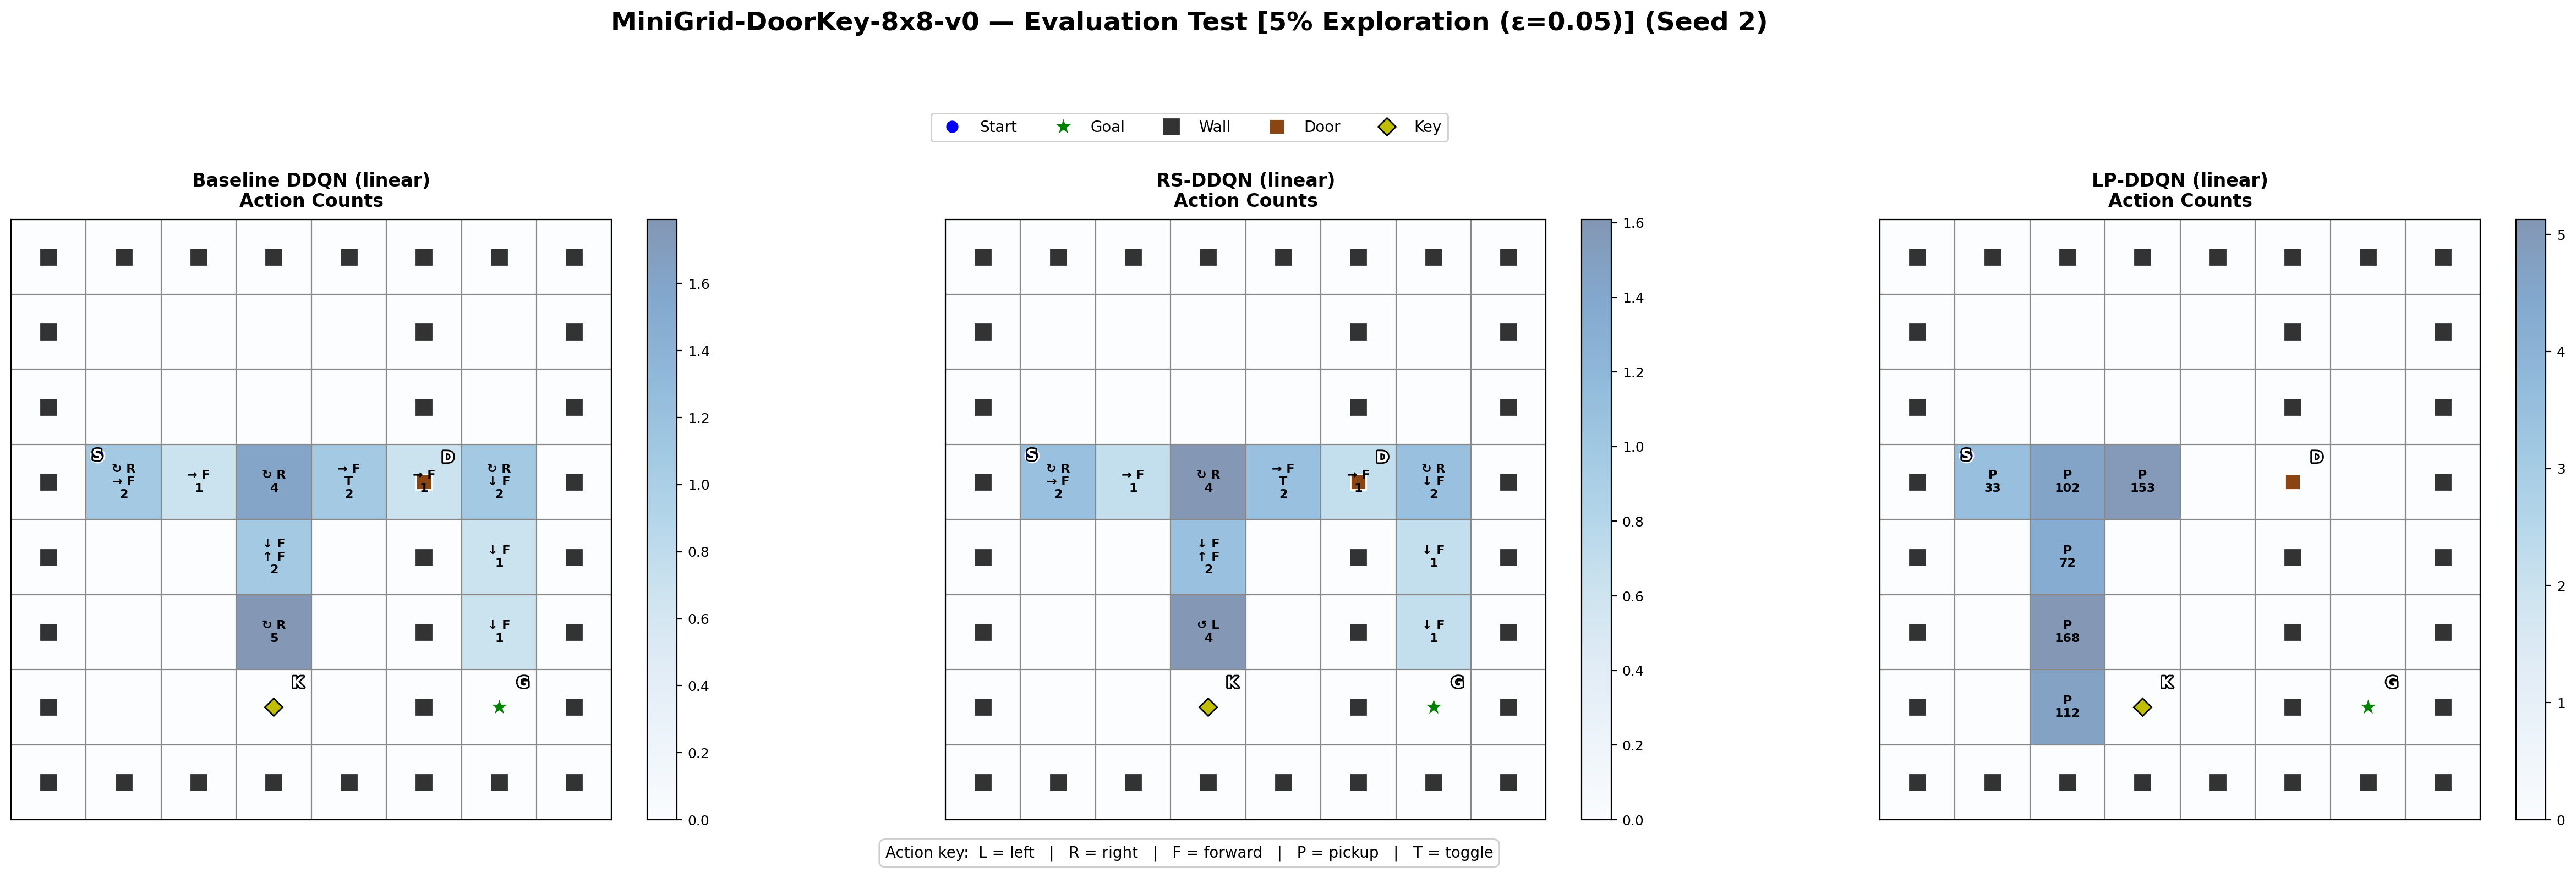 MiniGrid-DoorKey-8x8-v0 — Evaluation Test [5% Exploration (ε=0.05)] (Seed 2)
Start Goal Wall Door Key
Baseline DDQN (linear)
Action Counts
S
↻ R
→ F
2
→ F
1
↻ R
4
→ F
T
2
D
→ F
1
↻ R
↓ F
2
↓ F
↑ F
2
↓ F
1
↻ R
5
↓ F
1
K
G
1.6
1.4
1.2
1.0
0.8
0.6
0.4
0.2
0.0
RS-DDQN (linear)
Action Counts
S
↻ R
→ F
2
→ F
1
↻ R
4
→ F
T
2
D
→ F
1
↻ R
↓ F
2
↓ F
↑ F
2
↓ F
1
↺ L
4
↓ F
1
K
G
1.6
1.4
1.2
1.0
0.8
0.6
0.4
0.2
0.0
LP-DDQN (linear)
Action Counts
S
P
33
P
102
P
153
D
P
72
P
168
P
112
K
G
5
4
3
2
1
0
Action key: L = left | R = right | F = forward | P = pickup | T = toggle